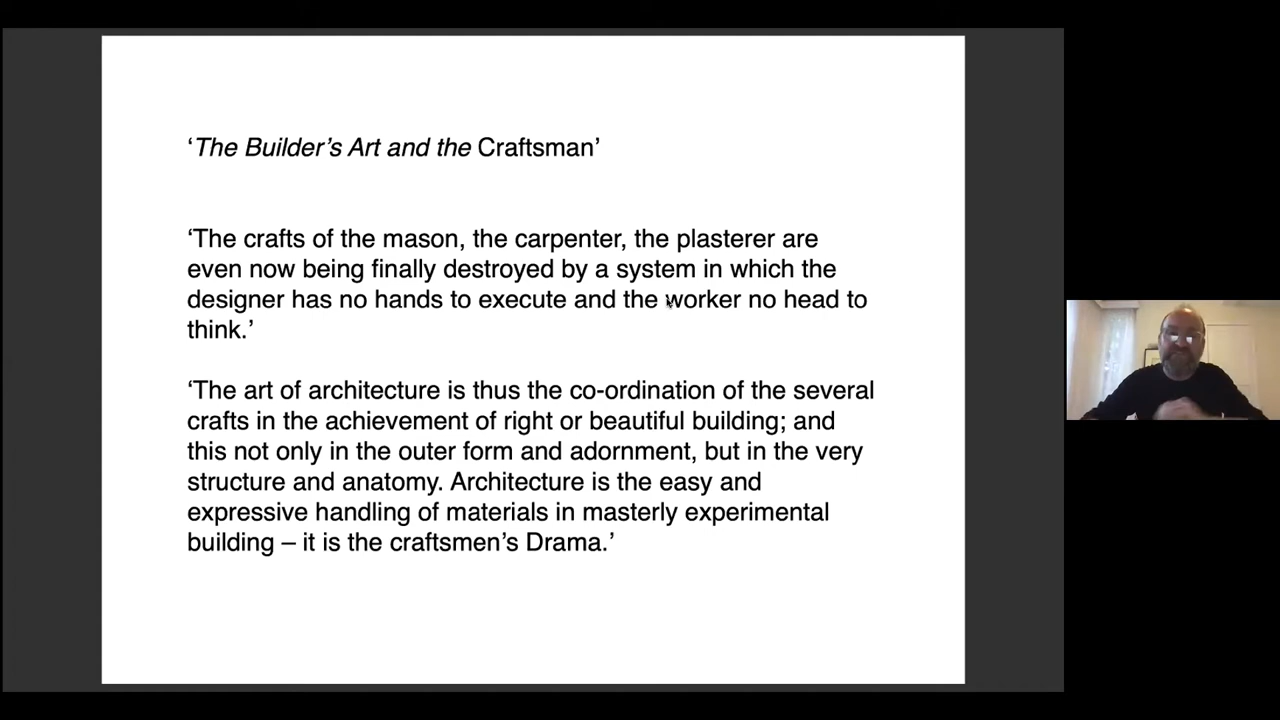 ‘The Builder’s Art and the Craftsman’
‘The crafts of the mason, the carpenter, the plasterer are
even now being finally destroyed by a system in which the
designer has no hands to execute and the worker no head to
think.’
‘The art of architecture is thus the co-ordination of the several
crafts in the achievement of right or beautiful building; and
this not only in the outer form and adornment, but in the very
structure and anatomy. Architecture is the easy and
expressive handling of materials in masterly experimental
building – it is the craftsmen’s Drama.’